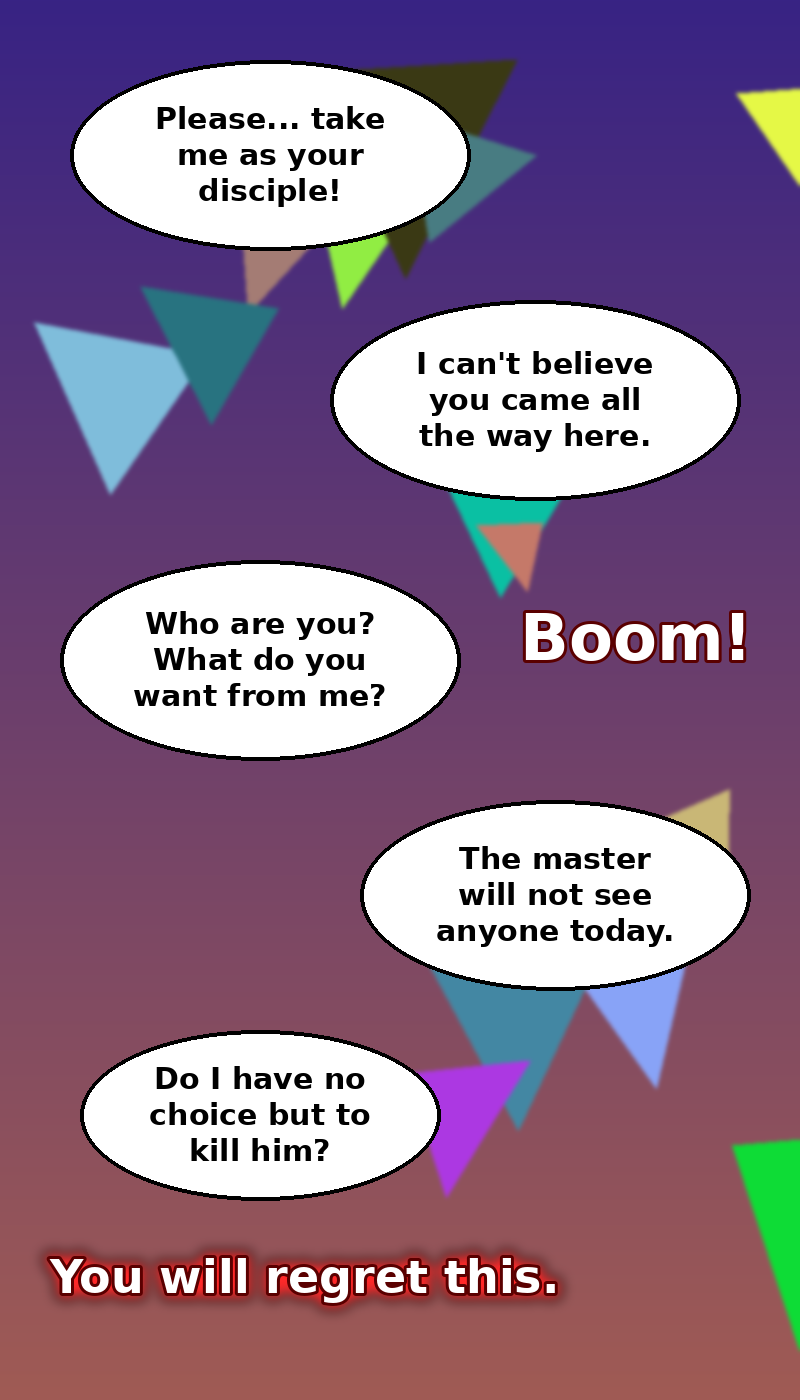 Please... take
me as your
disciple!
I can't believe
you came all
the way here.
Who are you?
What do you
want from me?
Boom!
The master
will not see
anyone today.
Do I have no
choice but to
kill him?
You will regret this.